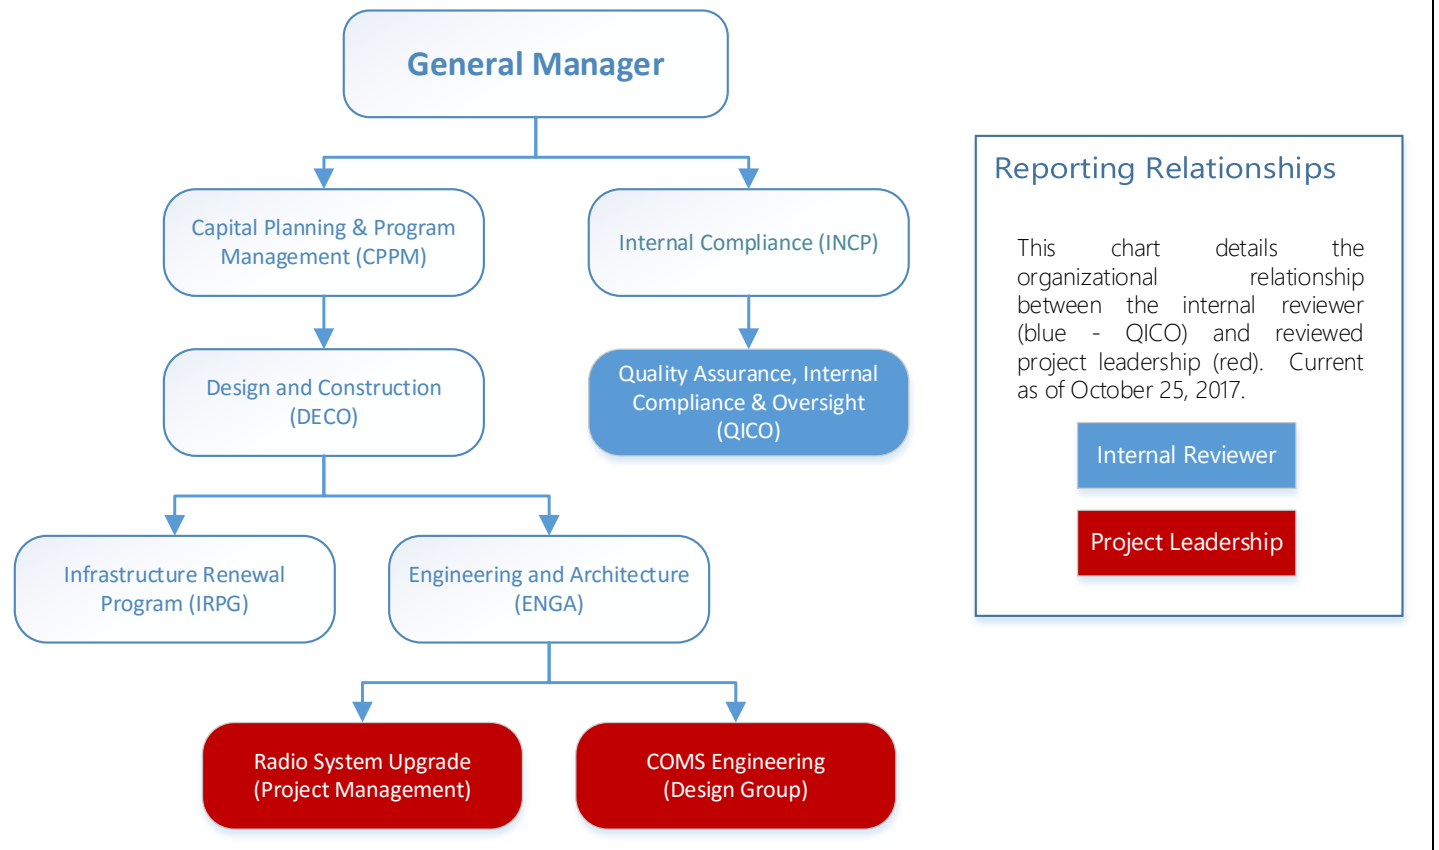 General Manager
Capital Planning & Program
Management (CPPM)
Internal Compliance (INCP)
Design and Construction
(DECO)
Quality Assurance, Internal
Compliance & Oversight
(QICO)
Infrastructure Renewal
Program (IRPG)
Engineering and Architecture
(ENGA)
Radio System Upgrade
(Project Management)
COMS Engineering
(Design Group)
Reporting Relationships
This chart details the
organizational relationship
between the internal reviewer
(blue - QICO) and reviewed
project leadership (red). Current
as of October 25, 2017.
Internal Reviewer
Project Leadership